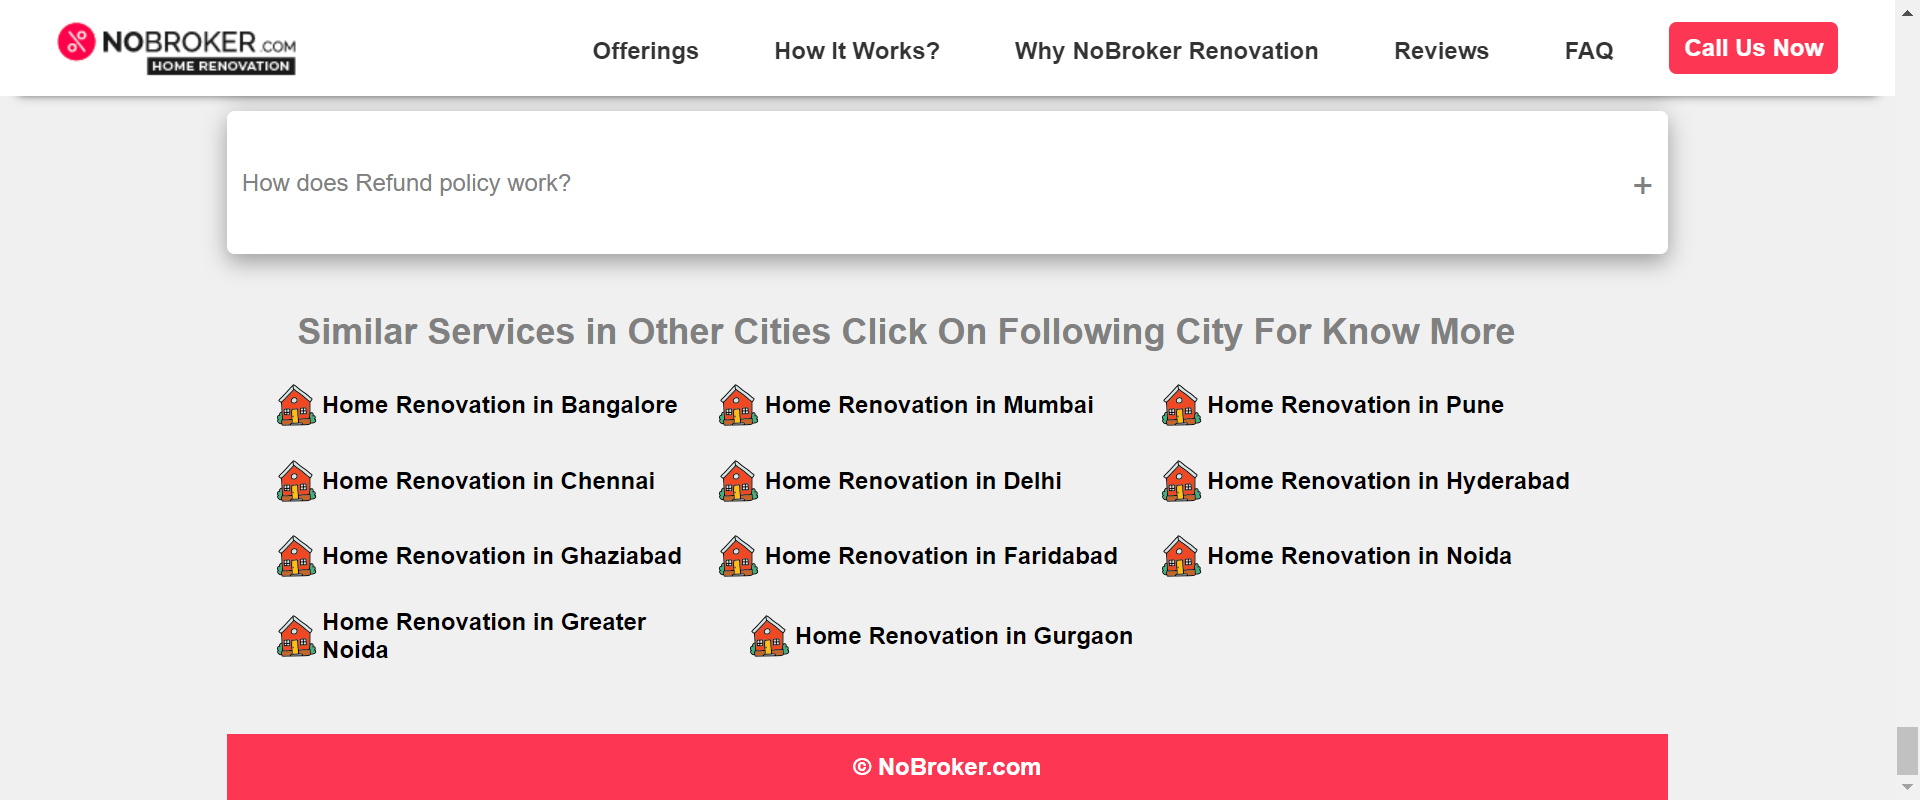 NOBROKER.COM
HOME RENOVATION
Offerings
How It Works?
Why NoBroker Renovation
Reviews
FAQ
Call Us Now
How does Refund policy work?
+
Similar Services in Other Cities Click On Following City For Know More
Home Renovation in Bangalore
Home Renovation in Mumbai
Home Renovation in Pune
Home Renovation in Chennai
Home Renovation in Delhi
Home Renovation in Hyderabad
Home Renovation in Ghaziabad
Home Renovation in Faridabad
Home Renovation in Noida
Home Renovation in Greater
Noida
Home Renovation in Gurgaon
© NoBroker.com